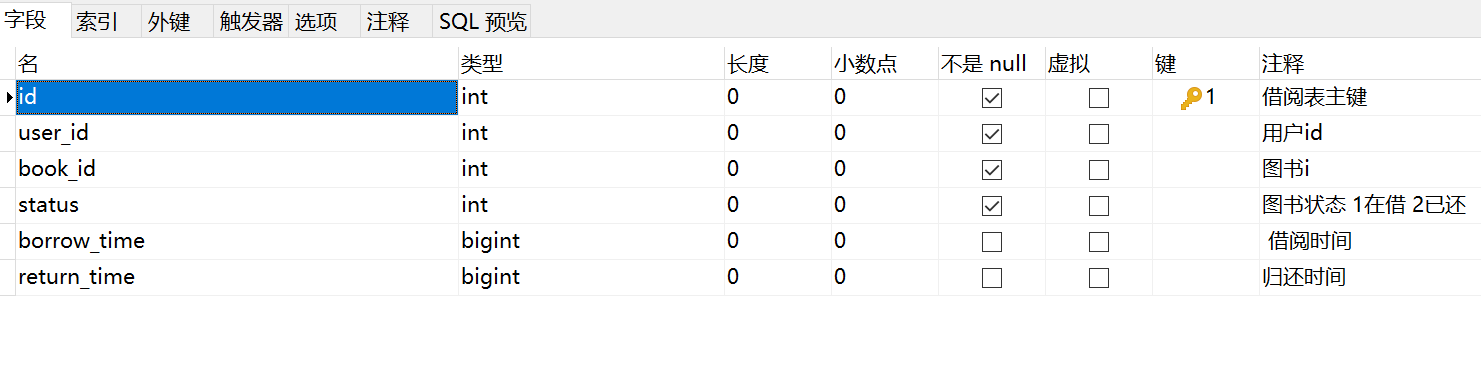 字段 索引 外键 触发器 选项 注释 SQL 预览
名 类型 长度 小数点 不是 null 虚拟 键 注释
id int 0 0 1 借阅表主键
user_id int 0 0 用户id
book_id int 0 0 图书i
status int 0 0 图书状态 1在借 2已还
borrow_time bigint 0 0 借阅时间
return_time bigint 0 0 归还时间